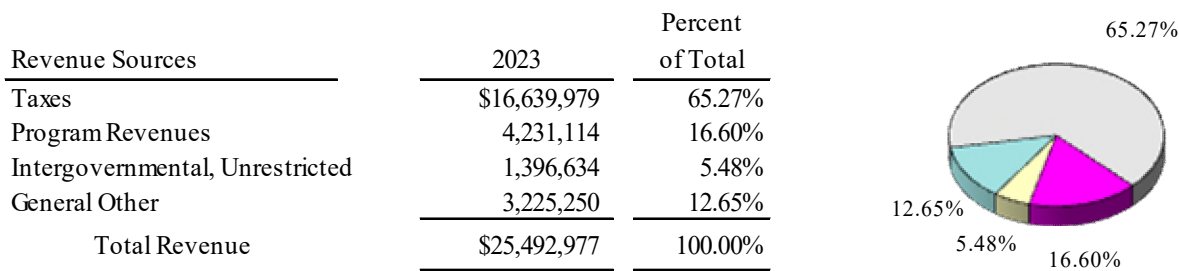 Percent
Revenue Sources 2023 of Total
Taxes $16,639,979 65.27%
Program Revenues 4,231,114 16.60%
Intergovernmental, Unrestricted 1,396,634 5.48%
General Other 3,225,250 12.65%
Total Revenue $25,492,977 100.00%
65.27%
12.65%
5.48%
16.60%